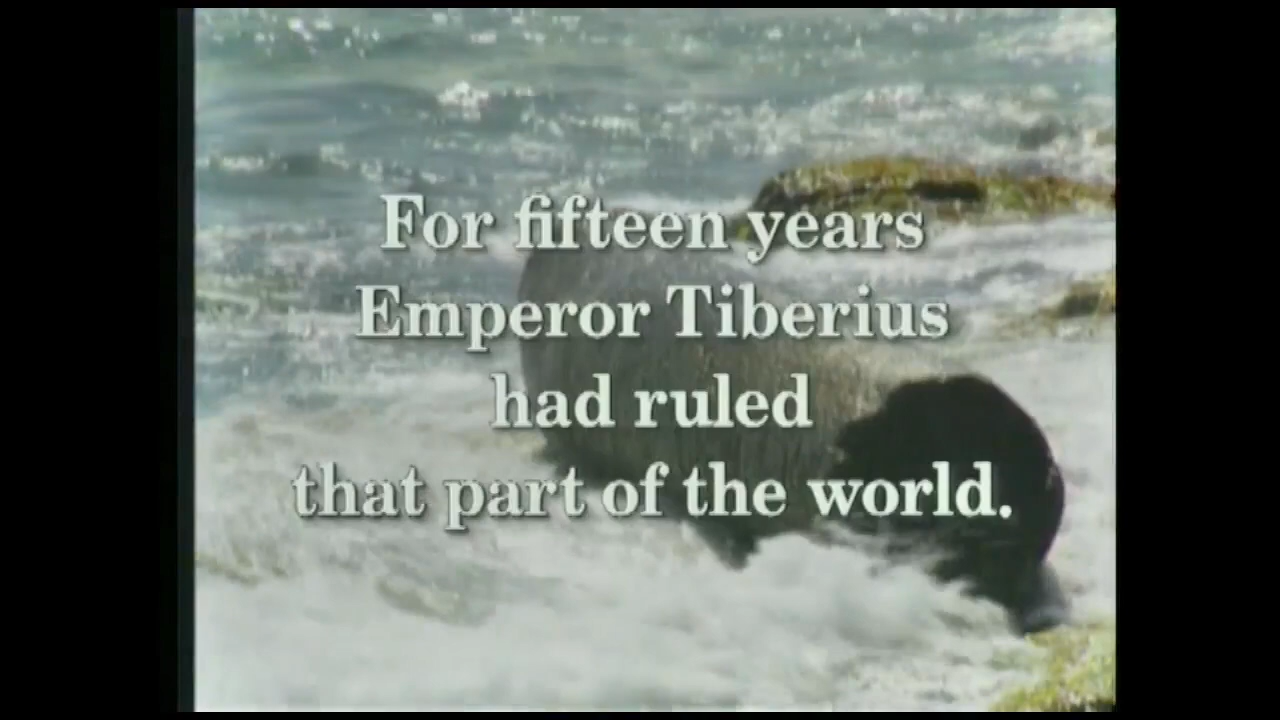 For fifteen years
Emperor Tiberius
had ruled
that part of the world.